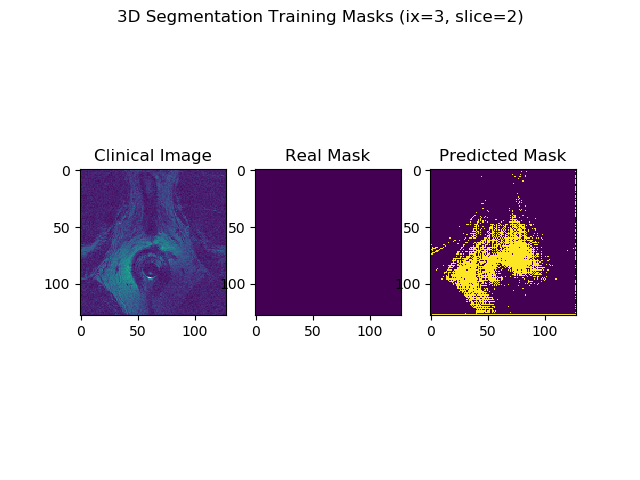 3D Segmentation Training Masks (ix=3, slice=2)
Clinical Image Real Mask Predicted Mask
0 0 0
50 50 50
100 100 100
0 50 100 0 50 100 0 50 100